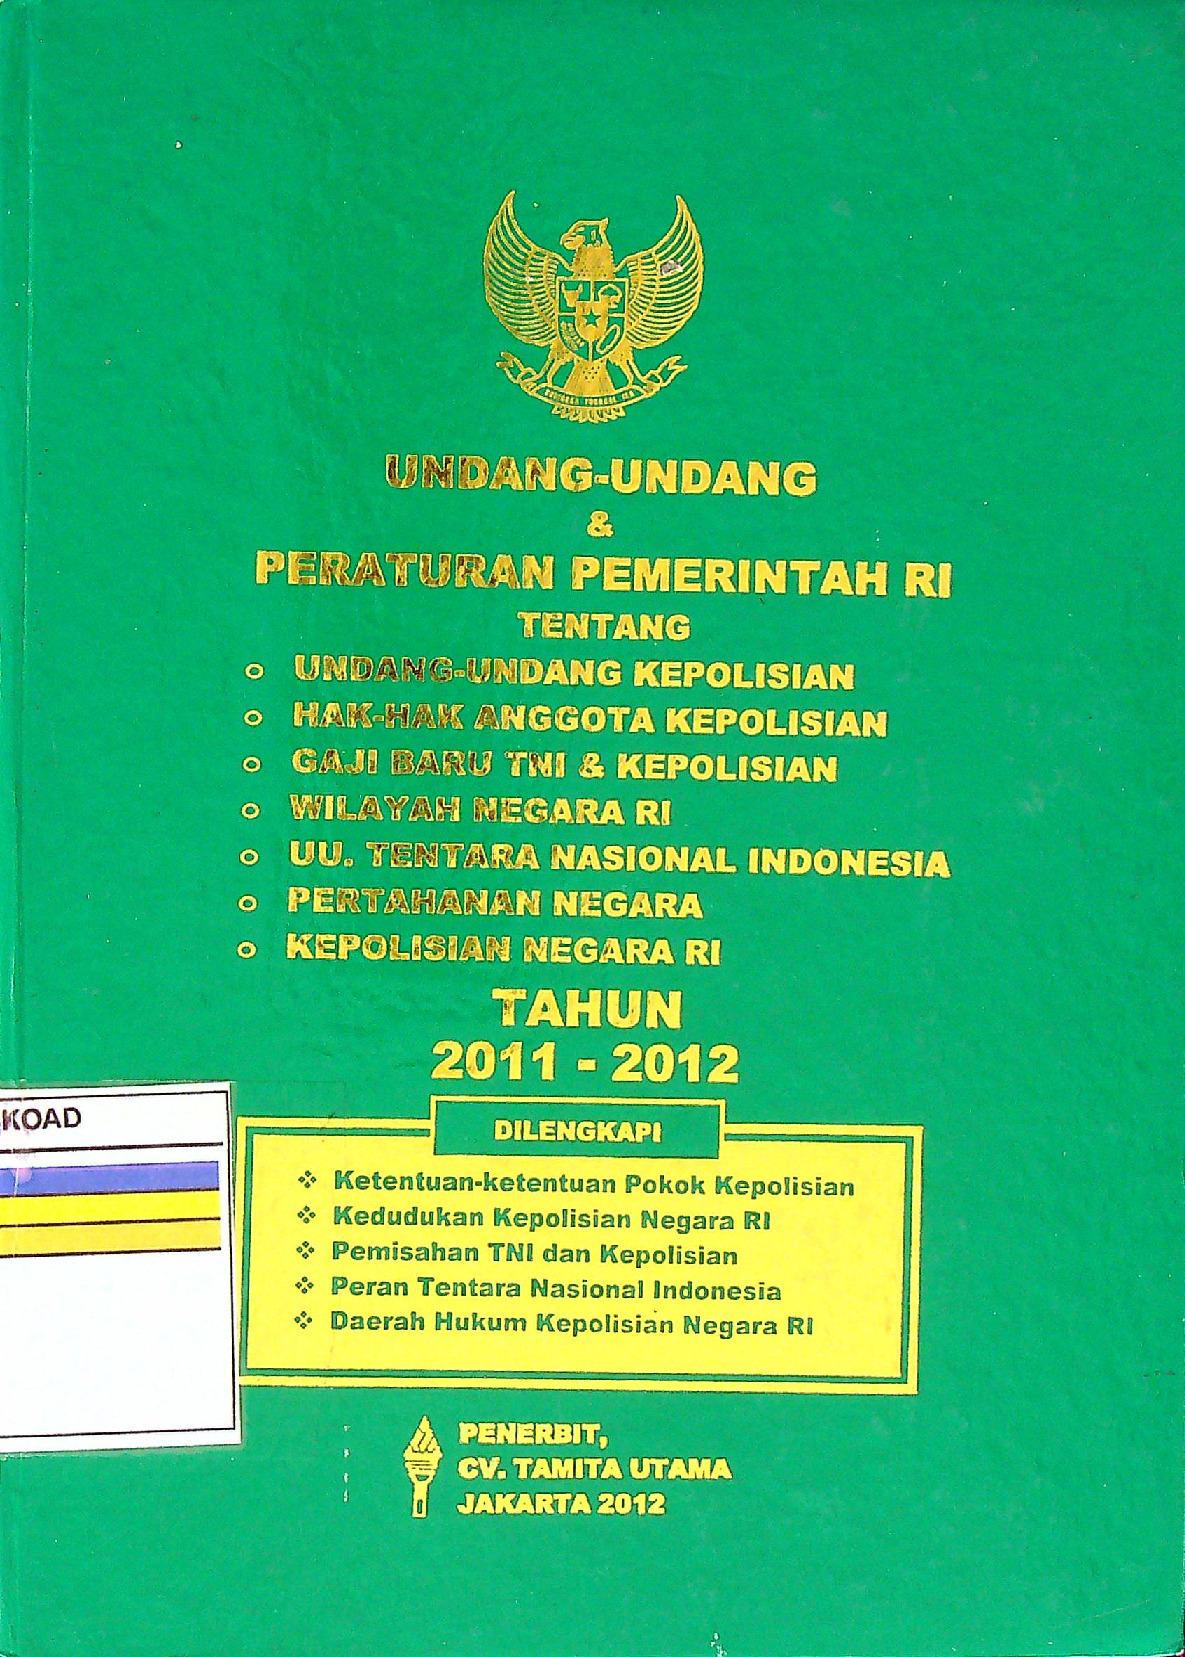 UNDANG-UNDANG
&
PERATURAN PEMERINTAH RI
TENTANG
UNDANG-UNDANG KEPOLISIAN
HAK-HAK ANGGOTA KEPOLISIAN
GAJI BARU TNI & KEPOLISIAN
WILAYAH NEGARA RI
UU. TENTARA NASIONAL INDONESIA
PERTAHANAN NEGARA
KEPOLISIAN NEGARA RI
TAHUN
2011 - 2012
KOAD
DILENGKAPI
Ketentuan-ketentuan Pokok Kepolisian
Kedudukan Kepolisian Negara RI
Pemisahan TNI dan Kepolisian
Peran Tentara Nasional Indonesia
Daerah Hukum Kepolisian Negara RI
PENERBIT,
CV. TAMITA UTAMA
JAKARTA 2012